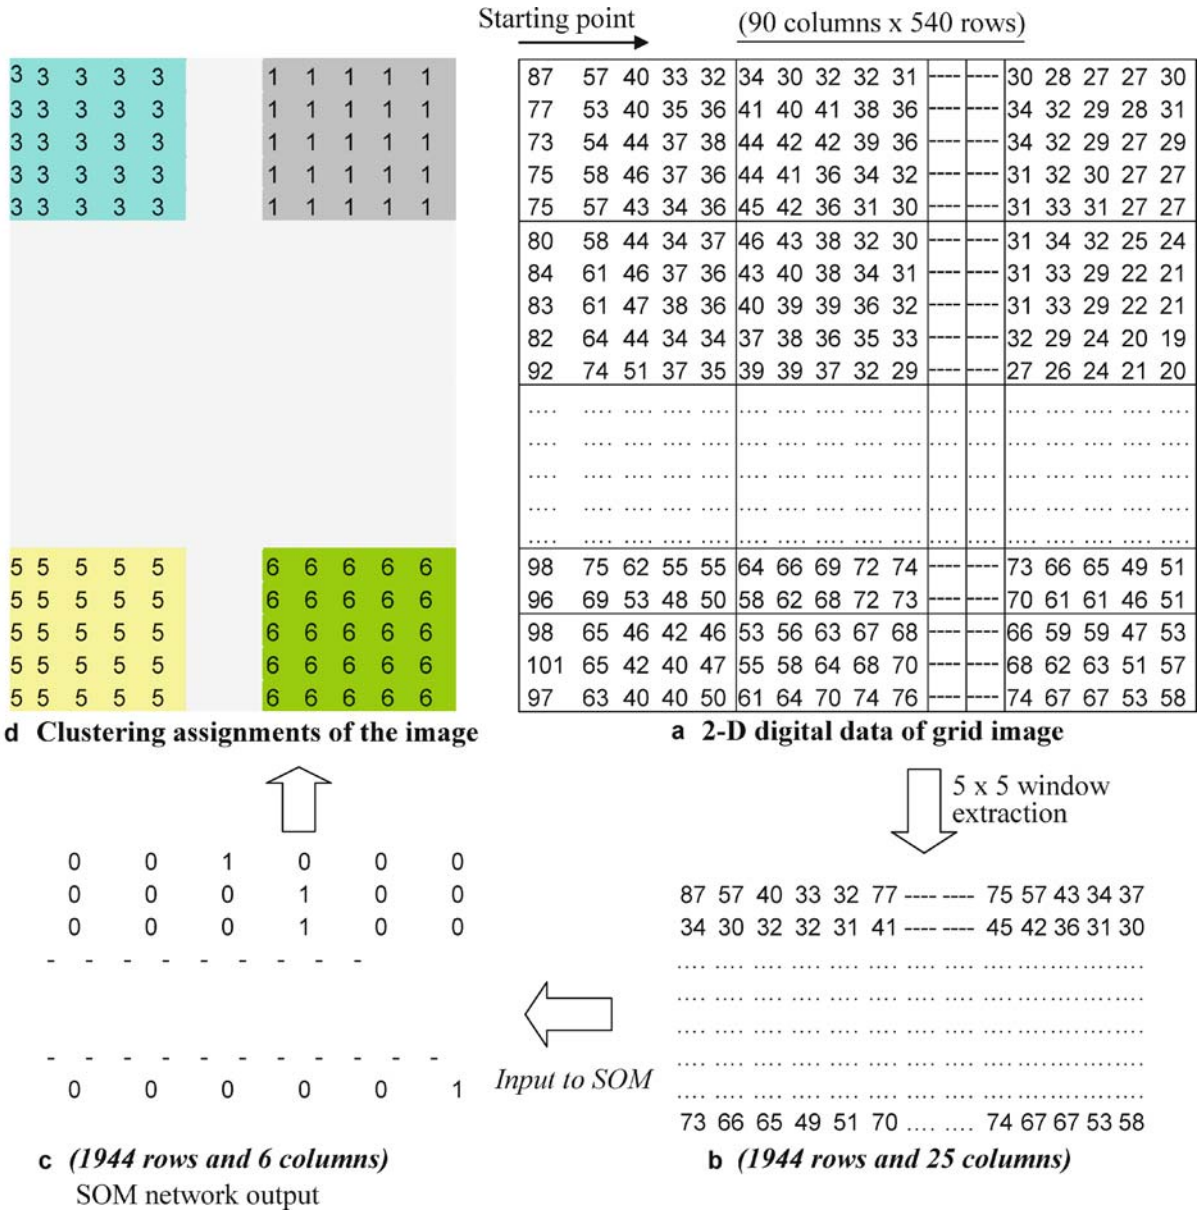 Starting point
(90 columns x 540 rows)
3 3 3 3 3 1 1 1 1 1
3 3 3 3 3 1 1 1 1 1
3 3 3 3 3 1 1 1 1 1
3 3 3 3 3 1 1 1 1 1
3 3 3 3 3 1 1 1 1 1
5 5 5 5 5 6 6 6 6 6
5 5 5 5 5 6 6 6 6 6
5 5 5 5 5 6 6 6 6 6
5 5 5 5 5 6 6 6 6 6
5 5 5 5 5 6 6 6 6 6
d Clustering assignments of the image
87 57 40 33 32 34 30 32 32 31 ---- ---- 30 28 27 27 30
77 53 40 35 36 41 40 41 38 36 ---- ---- 34 32 29 28 31
73 54 44 37 38 44 42 42 39 36 ---- ---- 34 32 29 27 29
75 58 46 37 36 44 41 36 34 32 ---- ---- 31 32 30 27 27
75 57 43 34 36 45 42 36 31 30 ---- ---- 31 33 31 27 27
80 58 44 34 37 46 43 38 32 30 ---- ---- 31 34 32 25 24
84 61 46 37 36 43 40 38 34 31 ---- ---- 31 33 29 22 21
83 61 47 38 36 40 39 39 36 32 ---- ---- 31 33 29 22 21
82 64 44 34 34 37 38 36 35 33 ---- ---- 32 29 24 20 19
92 74 51 37 35 39 39 37 32 29 ---- ---- 27 26 24 21 20
.... .... .... .... .... .... .... .... .... .... .... .... .... .... .... .... ....
.... .... .... .... .... .... .... .... .... .... .... .... .... .... .... .... ....
.... .... .... .... .... .... .... .... .... .... .... .... .... .... .... .... ....
.... .... .... .... .... .... .... .... .... .... .... .... .... .... .... .... ....
.... .... .... .... .... .... .... .... .... .... .... .... .... .... .... .... ....
98 75 62 55 55 64 66 69 72 74 ---- ---- 73 66 65 49 51
96 69 53 48 50 58 62 68 72 73 ---- ---- 70 61 61 46 51
98 65 46 42 46 53 56 63 67 68 ---- ---- 66 59 59 47 53
101 65 42 40 47 55 58 64 68 70 ---- ---- 68 62 63 51 57
97 63 40 40 50 61 64 70 74 76 ---- ---- 74 67 67 53 58
a 2-D digital data of grid image
5 x 5 window
extraction
87 57 40 33 32 77 ---- ---- 75 57 43 34 37
34 30 32 32 31 41 ---- ---- 45 42 36 31 30
.... .... .... .... .... .... .... .... .... .... .... .... ....
.... .... .... .... .... .... .... .... .... .... .... .... ....
.... .... .... .... .... .... .... .... .... .... .... .... ....
.... .... .... .... .... .... .... .... .... .... .... .... ....
.... .... .... .... .... .... .... .... .... .... .... .... ....
73 66 65 49 51 70 .... .... 74 67 67 53 58
b (1944 rows and 25 columns)
Input to SOM
0 0 1 0 0 0
0 0 0 1 0 0
0 0 0 1 0 0
- - - - - - - - -
- - - - - - - - - - -
0 0 0 0 0 1
c (1944 rows and 6 columns)
SOM network output